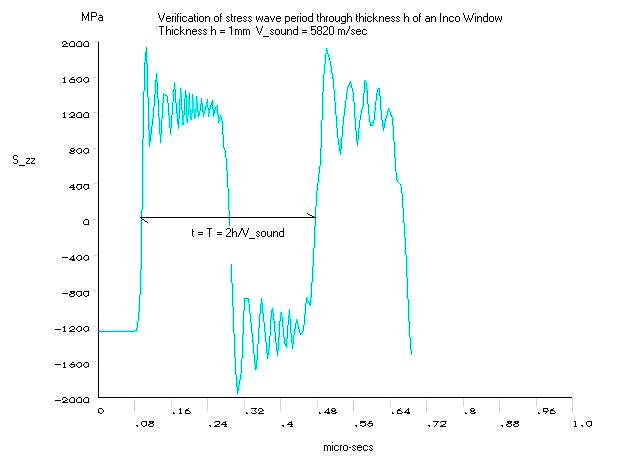 MPa
Verification of stress wave period through thickness h of an Inco Window
Thickness h = 1mm V_sound = 5820 m/sec
2000
1600
1200
800
S_zz
400
0
t = T = 2h/V_sound
-400
-800
-1200
-1600
-2000
0 .16 .32 .48 .64 .80 .96
.08 .24 .4 .56 .72 .88 1.0
micro-secs